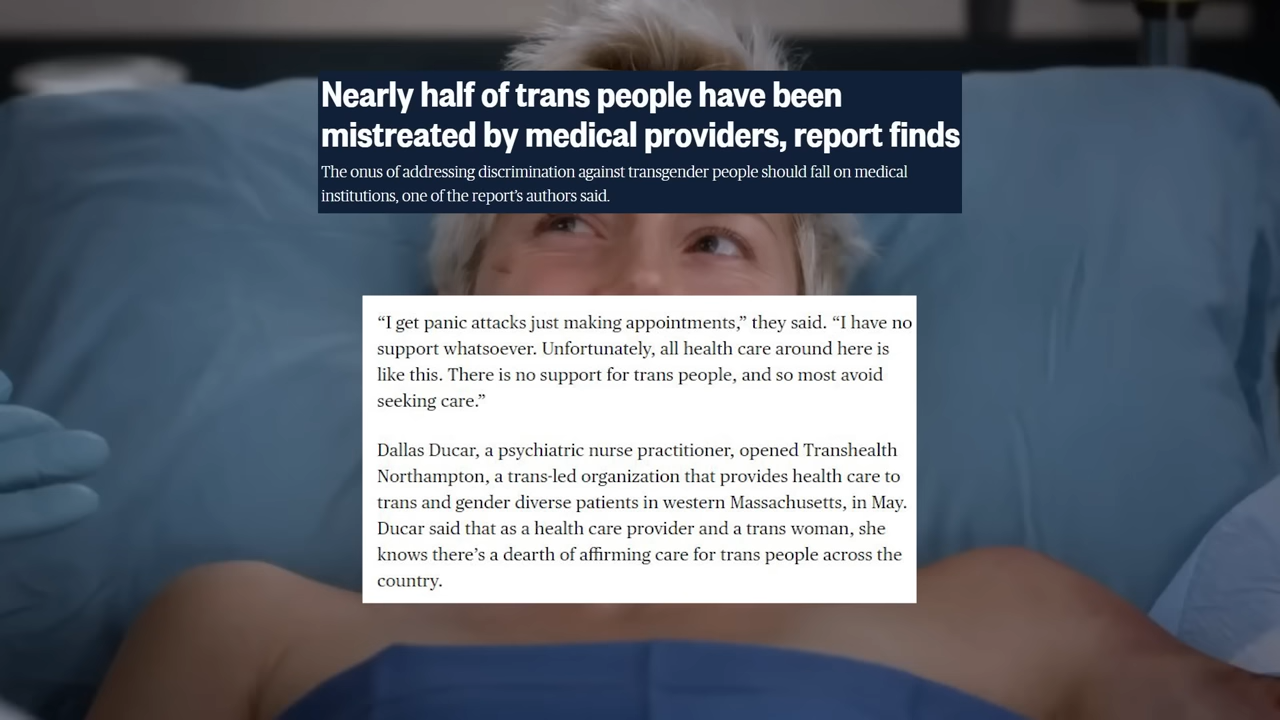 Nearly half of trans people have been
mistreated by medical providers, report finds
The onus of addressing discrimination against transgender people should fall on medical
institutions, one of the report’s authors said.
“I get panic attacks just making appointments,” they said. “I have no
support whatsoever. Unfortunately, all health care around here is
like this. There is no support for trans people, and so most avoid
seeking care.”
Dallas Ducar, a psychiatric nurse practitioner, opened Transhealth
Northampton, a trans-led organization that provides health care to
trans and gender diverse patients in western Massachusetts, in May.
Ducar said that as a health care provider and a trans woman, she
knows there’s a dearth of affirming care for trans people across the
country.